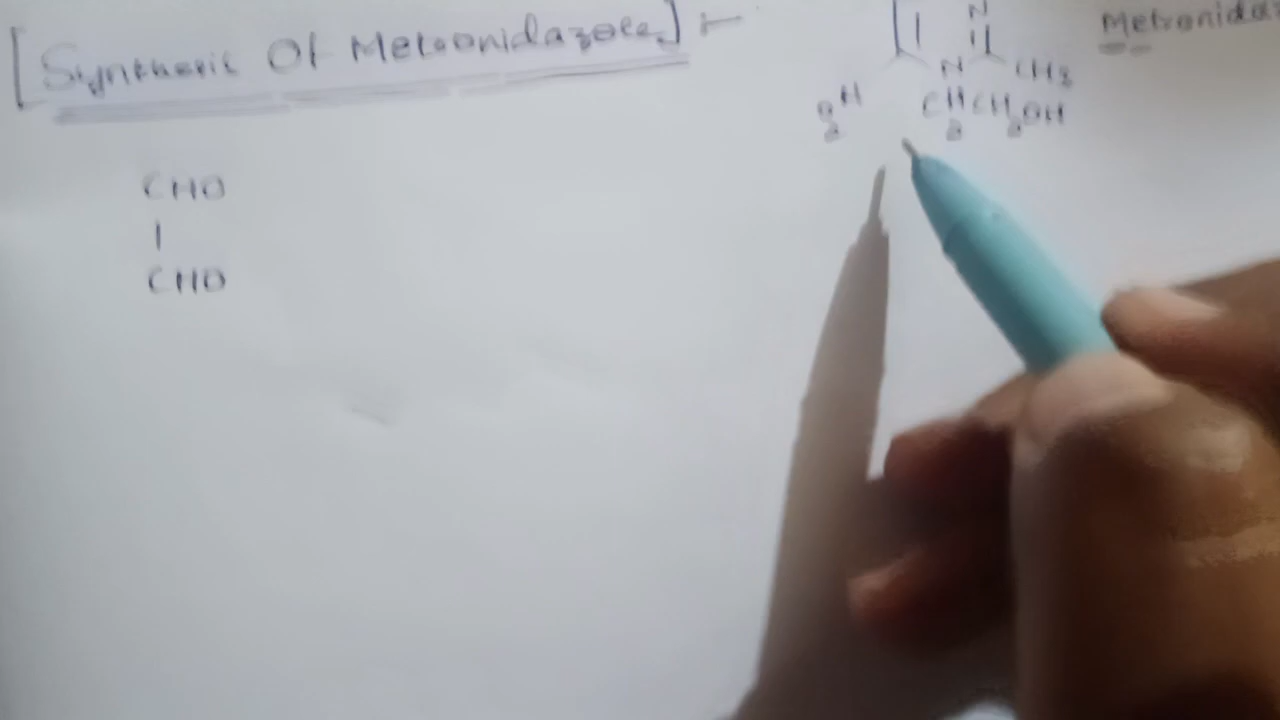 [Synthesis Of Metronidazole] 
Metronida
N
N
CH3
CH2CH2OH
CHO
CHO